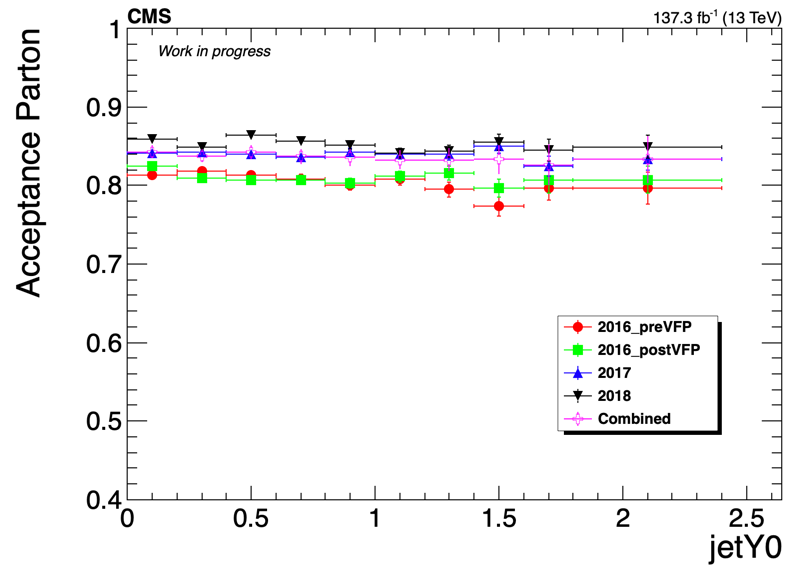 CMS
137.3 fb⁻¹ (13 TeV)
Work in progress
Acceptance Parton
1
0.9
0.8
0.7
0.6
0.5
0.4
2016_preVFP
2016_postVFP
2017
2018
Combined
0
0.5
1
1.5
2
2.5
jetY0